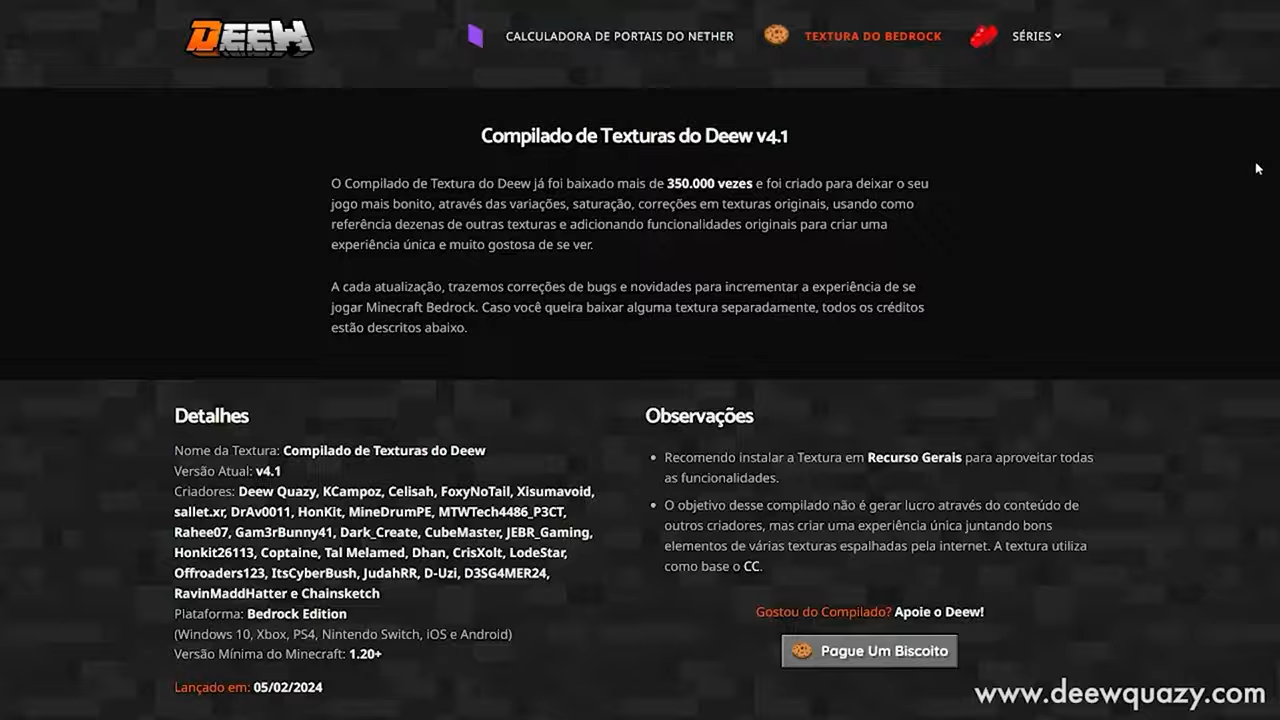 DEEW
CALCULADORA DE PORTAIS DO NETHER
TEXTURA DO BEDROCK
SÉRIES
Compilado de Texturas do Deew v4.1
O Compilado de Textura do Deew já foi baixado mais de 350.000 vezes e foi criado para deixar o seu
jogo mais bonito, através das variações, saturação, correções em texturas originais, usando como
referência dezenas de outras texturas e adicionando funcionalidades originais para criar uma
experiência única e muito gostosa de se ver.
A cada atualização, trazemos correções de bugs e novidades para incrementar a experiência de se
jogar Minecraft Bedrock. Caso você queira baixar alguma textura separadamente, todos os créditos
estão descritos abaixo.
Detalhes
Nome da Textura: Compilado de Texturas do Deew
Versão Atual: v4.1
Criadores: Deew Quazy, KCampoz, Celisah, FoxyNoTail, Xisumavoid,
sallet.xr, DrAv0011, HonKit, MineDrumPE, MTWTech4486_P3CT,
Rahee07, Gam3rBunny41, Dark_Create, CubeMaster, JEBR_Gaming,
Honkit26113, Coptaine, Tal Melamed, Dhan, CrisXolt, LodeStar,
Offroaders123, ItsCyberBush, JudahRR, D-Uzi, D3SG4MER24,
RavinMaddHatter e Chainsketch
Plataforma: Bedrock Edition
(Windows 10, Xbox, PS4, Nintendo Switch, iOS e Android)
Versão Mínima do Minecraft: 1.20+
Lançado em: 05/02/2024
Observações
Recomendo instalar a Textura em Recurso Gerais para aproveitar todas
as funcionalidades.
O objetivo desse compilado não é gerar lucro através do conteúdo de
outros criadores, mas criar uma experiência única juntando bons
elementos de várias texturas espalhadas pela internet. A textura utiliza
como base o CC.
Gostou do Compilado? Apoie o Deew!
Pague Um Biscoito
www.deewquazy.com